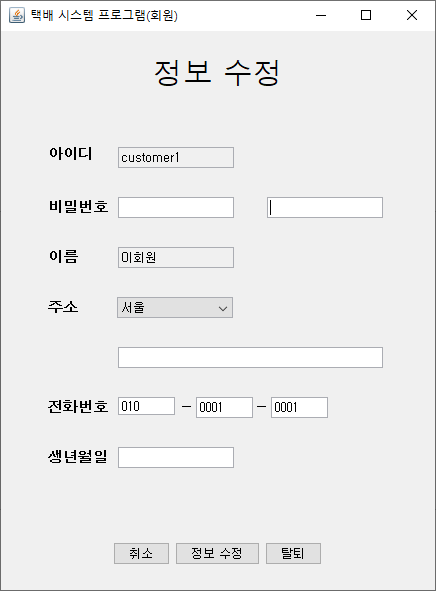 택배 시스템 프로그램(회원)
정보 수정
아이디 customer1
비밀번호
이름 이회원
주소 서울
전화번호 010 - 0001 - 0001
생년월일
취소 정보 수정 탈퇴